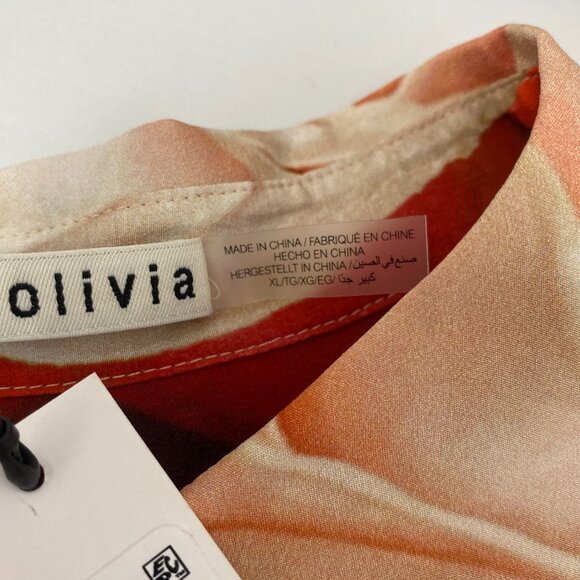 olivia
MADE IN CHINA / FABRIQUÉ EN CHINE
HECHO EN CHINA
HERGESTELLT IN CHINA / صنع في الصين
XL/TG/XG/EG/ كبير جدًا